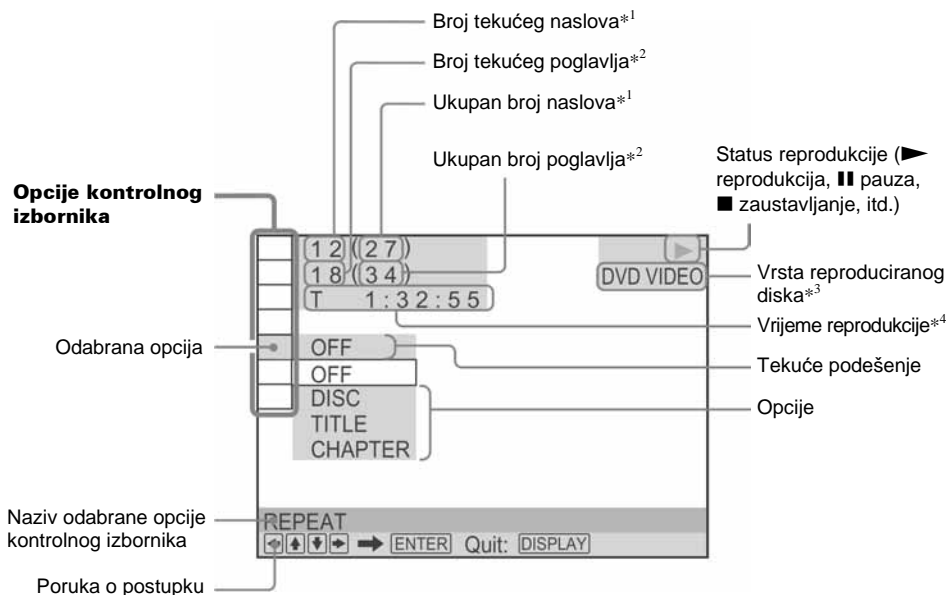 Broj tekućeg naslova*1
Broj tekućeg poglavlja*2
Ukupan broj naslova*1
Ukupan broj poglavlja*2
Status reprodukcije (▶
reprodukcija, ▮▮ pauza,
■ zaustavljanje, itd.)
Opcije kontrolnog
izbornika
12(27)
18(34)
T 1:32:55
▶
DVD VIDEO
Vrsta reproduciranog
diska*3
Vrijeme reprodukcije*4
Odabrana opcija
OFF
Tekuće podešenje
OFF
DISC
TITLE
CHAPTER
Opcije
Naziv odabrane opcije
kontrolnog izbornika
REPEAT
←↑↓→ ➡ ENTER Quit: DISPLAY
Poruka o postupku